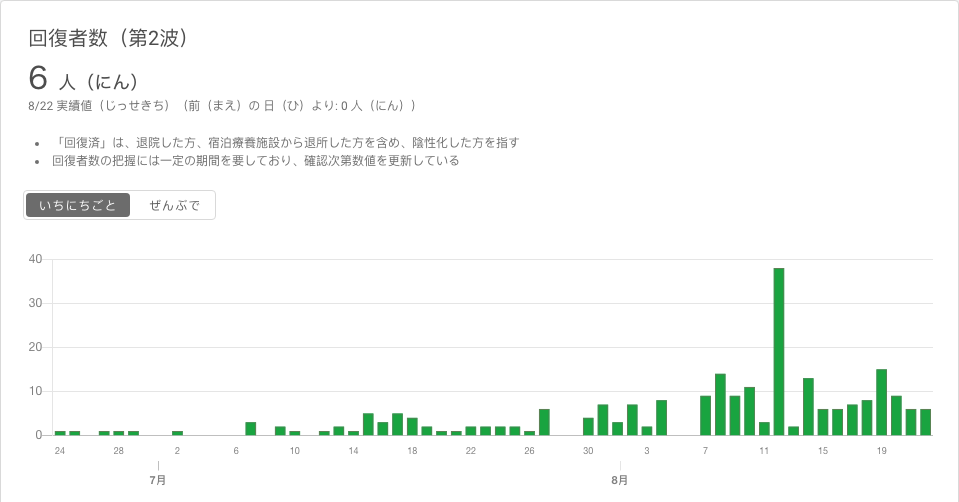 回復者数（第2波）
6 人（にん）
8/22 実績値（じっせきち）（前（まえ）の 日（ひ）より: 0 人（にん））
• 「回復済」は、退院した方、宿泊療養施設から退所した方を含め、陰性化した方を指す
• 回復者数の把握には一定の期間を要しており、確認次第数値を更新している
いちにちごと ぜんぶで
40
30
20
10
0
24 28 2 6 10 14 18 22 26 30 3 7 11 15 19
7月 8月